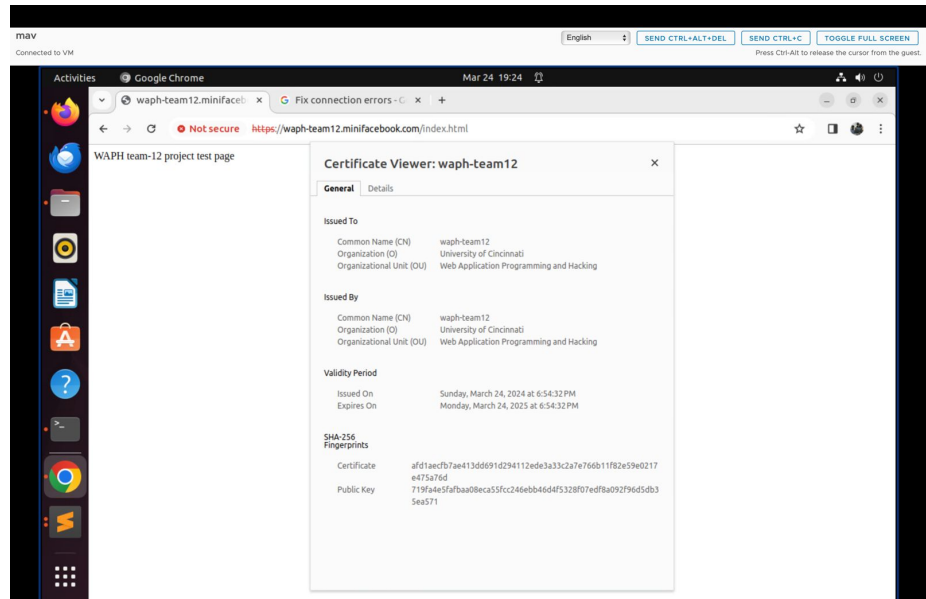 mav
Connected to VM
English
SEND CTRL+ALT+DEL
SEND CTRL+C
TOGGLE FULL SCREEN
Press Ctrl-Alt to release the cursor from the guest.
Activities
Google Chrome
Mar 24 19:24
waph-team12.minifaceb
Fix connection errors - G
Not secure
https://waph-team12.minifacebook.com/index.html
WAPH team-12 project test page
Certificate Viewer: waph-team12
General
Details
Issued To
Common Name (CN) waph-team12
Organization (O) University of Cincinnati
Organizational Unit (OU) Web Application Programming and Hacking
Issued By
Common Name (CN) waph-team12
Organization (O) University of Cincinnati
Organizational Unit (OU) Web Application Programming and Hacking
Validity Period
Issued On Sunday, March 24, 2024 at 6:54:32 PM
Expires On Monday, March 24, 2025 at 6:54:32 PM
SHA-256
Fingerprints
Certificate afd1aecfb7ae413dd691d294112ede3a33c2a7e766b11f82e59e0217
e475a76d
Public Key 719fa4e5fafbaa08eca55fcc246ebb46d4f5328f07edf8a092f96d5db3
5ea571